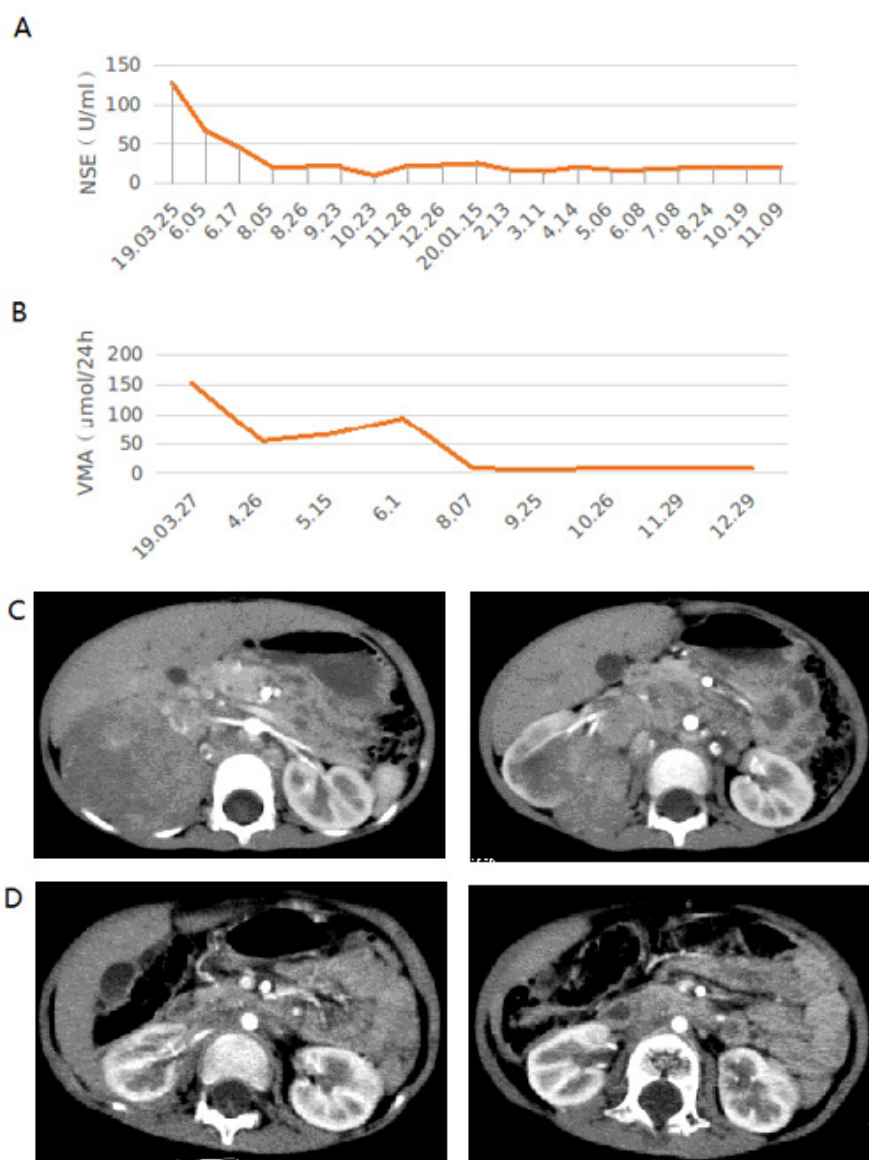 A
NSE ( U/ml)
150
100
50
0
19.03.25 6.05 6.17 8.05 8.26 9.23 10.23 11.28 12.26 20.01.15 2.13 3.11 4.14 5.06 6.08 7.08 8.24 10.19 11.09
B
VMA ( μmol/24h
200
150
100
50
0
19.03.27 4.26 5.15 6.1 8.07 9.25 10.26 11.29 12.29
C
D